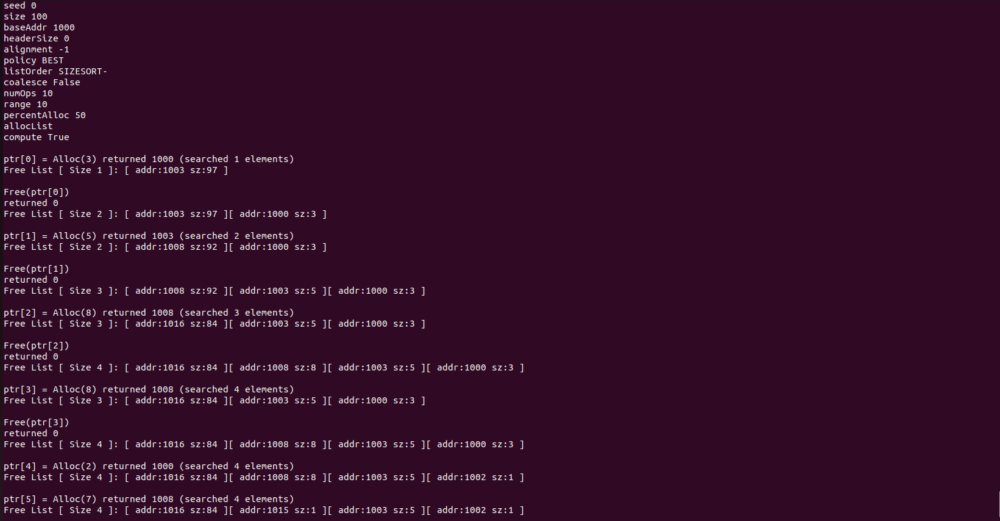 seed 0
size 100
baseAddr 1000
headerSize 0
alignment -1
policy BEST
listOrder SIZESORT-
coalesce False
numOps 10
range 10
percentAlloc 50
allocList
compute True
ptr[0] = Alloc(3) returned 1000 (searched 1 elements)
Free List [ Size 1 ]: [ addr:1003 sz:97 ]
Free(ptr[0])
returned 0
Free List [ Size 2 ]: [ addr:1003 sz:97 ][ addr:1000 sz:3 ]
ptr[1] = Alloc(5) returned 1003 (searched 2 elements)
Free List [ Size 2 ]: [ addr:1008 sz:92 ][ addr:1000 sz:3 ]
Free(ptr[1])
returned 0
Free List [ Size 3 ]: [ addr:1008 sz:92 ][ addr:1003 sz:5 ][ addr:1000 sz:3 ]
ptr[2] = Alloc(8) returned 1008 (searched 3 elements)
Free List [ Size 3 ]: [ addr:1016 sz:84 ][ addr:1003 sz:5 ][ addr:1000 sz:3 ]
Free(ptr[2])
returned 0
Free List [ Size 4 ]: [ addr:1016 sz:84 ][ addr:1008 sz:8 ][ addr:1003 sz:5 ][ addr:1000 sz:3 ]
ptr[3] = Alloc(8) returned 1008 (searched 4 elements)
Free List [ Size 3 ]: [ addr:1016 sz:84 ][ addr:1003 sz:5 ][ addr:1000 sz:3 ]
Free(ptr[3])
returned 0
Free List [ Size 4 ]: [ addr:1016 sz:84 ][ addr:1008 sz:8 ][ addr:1003 sz:5 ][ addr:1000 sz:3 ]
ptr[4] = Alloc(2) returned 1000 (searched 4 elements)
Free List [ Size 4 ]: [ addr:1016 sz:84 ][ addr:1008 sz:8 ][ addr:1003 sz:5 ][ addr:1002 sz:1 ]
ptr[5] = Alloc(7) returned 1008 (searched 4 elements)
Free List [ Size 4 ]: [ addr:1016 sz:84 ][ addr:1015 sz:1 ][ addr:1003 sz:5 ][ addr:1002 sz:1 ]